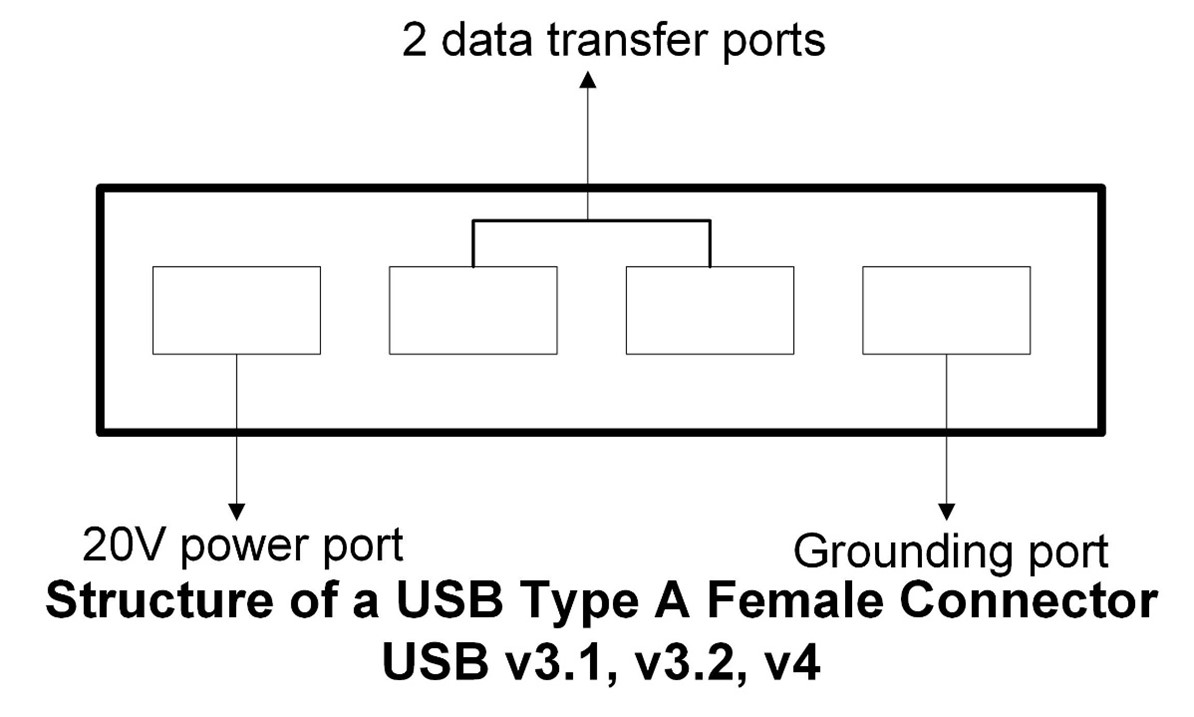 2 data transfer ports
20V power port
Grounding port
Structure of a USB Type A Female Connector
USB v3.1, v3.2, v4